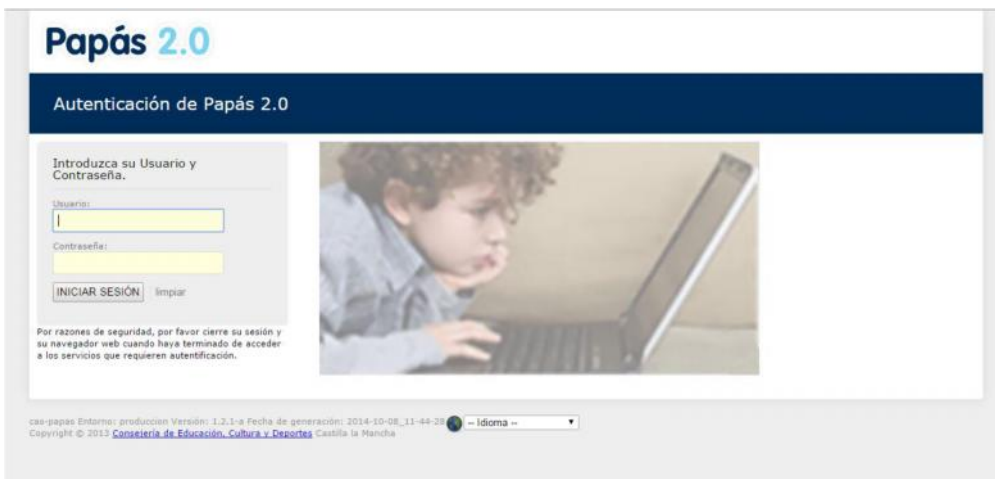 Papás 2.0
Autenticación de Papás 2.0
Introduzca su Usuario y
Contraseña.
Usuario:
Contraseña:
INICIAR SESIÓN limpiar
Por razones de seguridad, por favor cierre su sesión y
su navegador web cuando haya terminado de acceder
a los servicios que requieren autentificación.
cas-papas Entorno: produccion Versión: 1.2.1-a Fecha de generación: 2014-10-08_11-44-28 -- Idioma --
Copyright © 2013 Consejería de Educación, Cultura y Deportes Castilla la Mancha